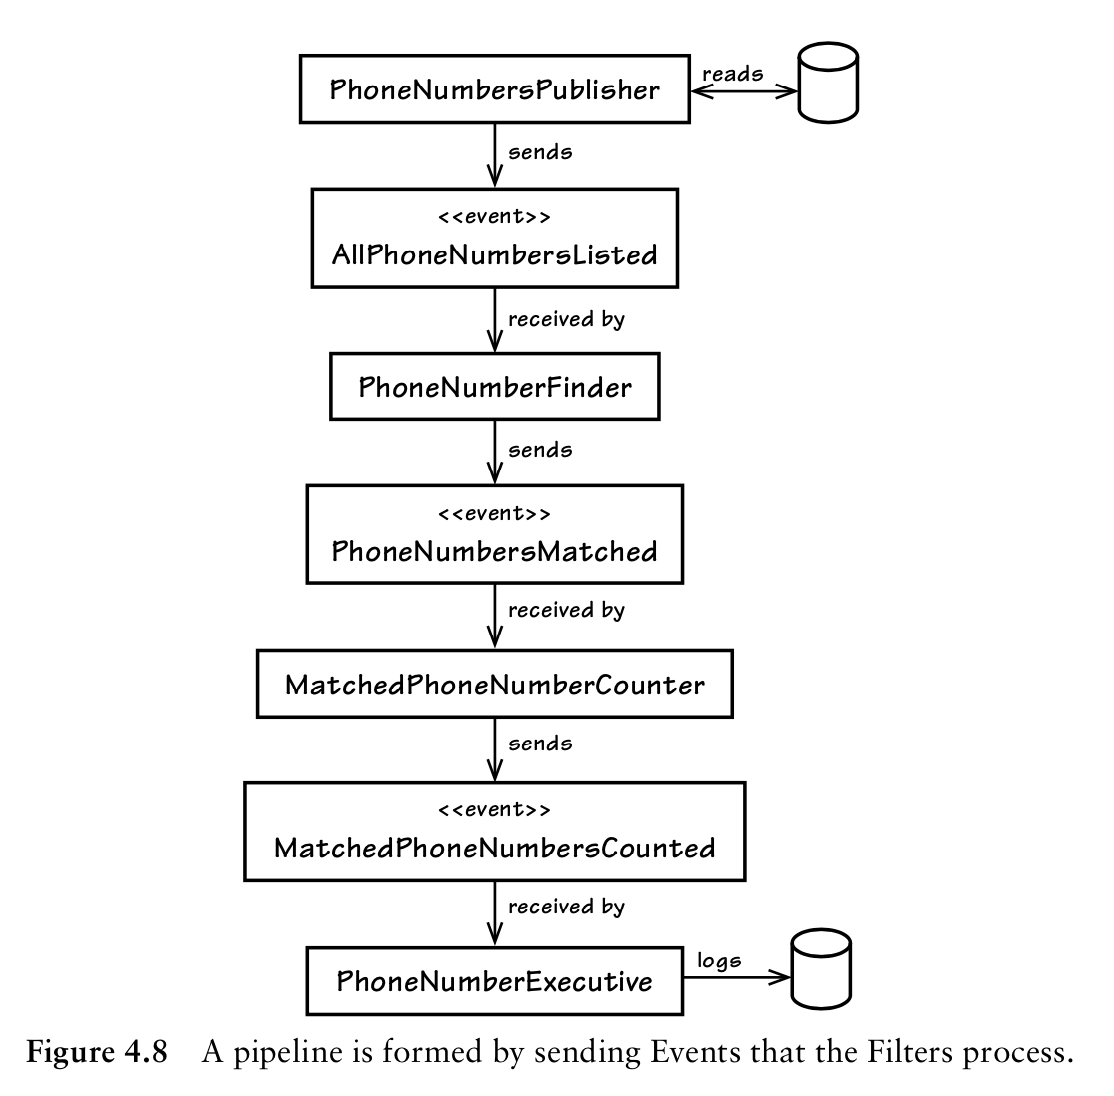 PhoneNumbersPublisher
reads
sends
<<event>>
AllPhoneNumbersListed
received by
PhoneNumberFinder
sends
<<event>>
PhoneNumbersMatched
received by
MatchedPhoneNumberCounter
sends
<<event>>
MatchedPhoneNumbersCounted
received by
PhoneNumberExecutive
logs
Figure 4.8 A pipeline is formed by sending Events that the Filters process.